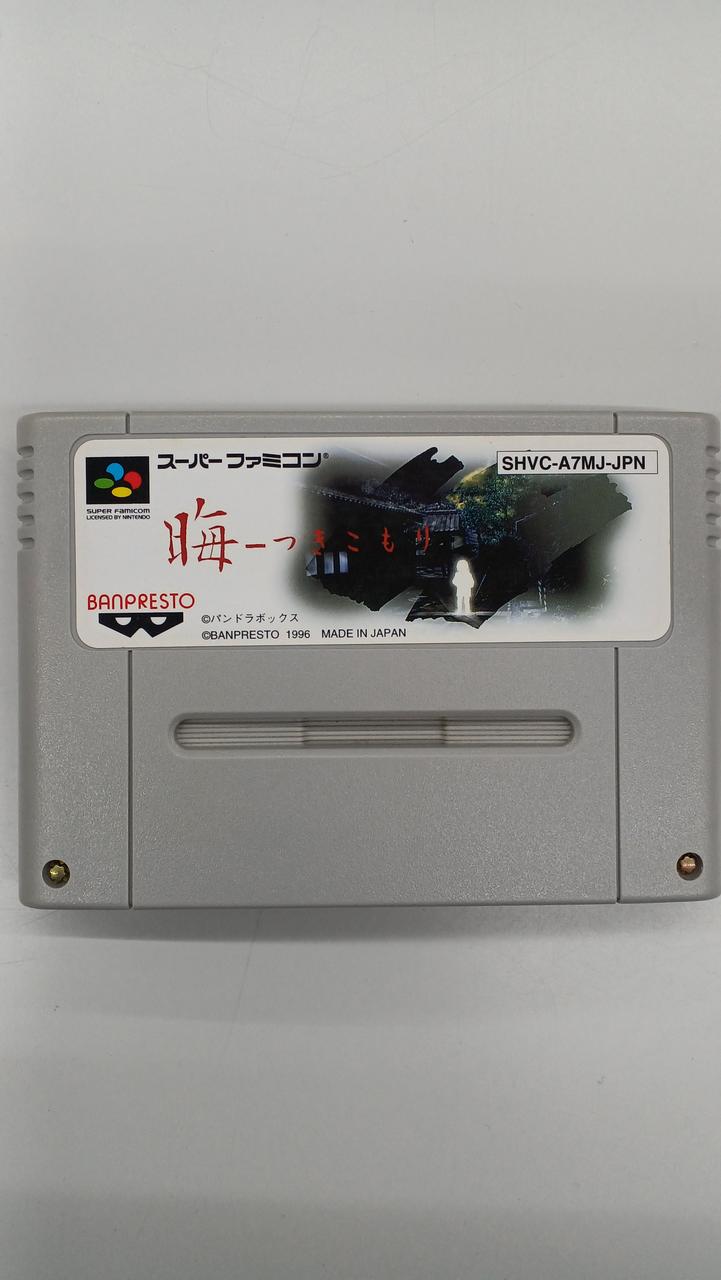 スーパーファミコン®
SHVC-A7MJ-JPN
SUPER FAMICOM
LICENSED BY NINTENDO
晦ーつきこもり
BANPRESTO
©パンドラボックス
©BANPRESTO 1996 MADE IN JAPAN